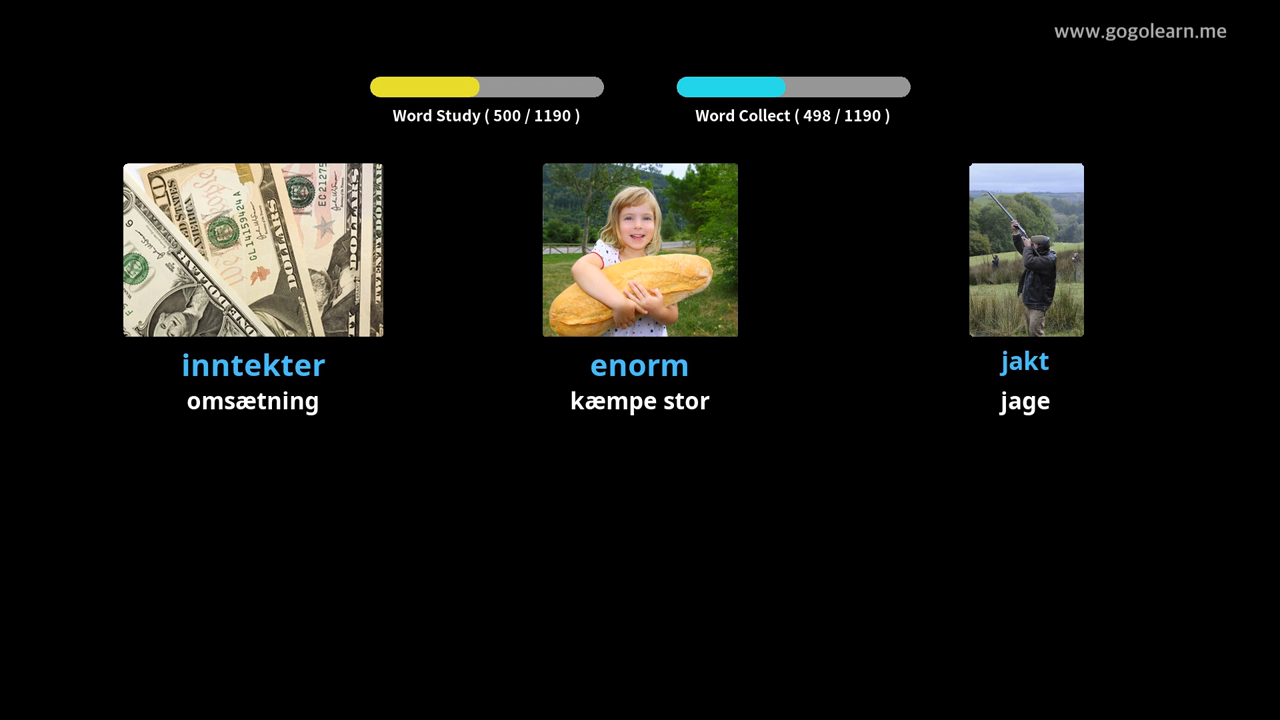 www.gogolearn.me
Word Study ( 500 / 1190 )
Word Collect ( 498 / 1190 )
inntekter
enorm
jakt
omsætning
kæmpe stor
jage